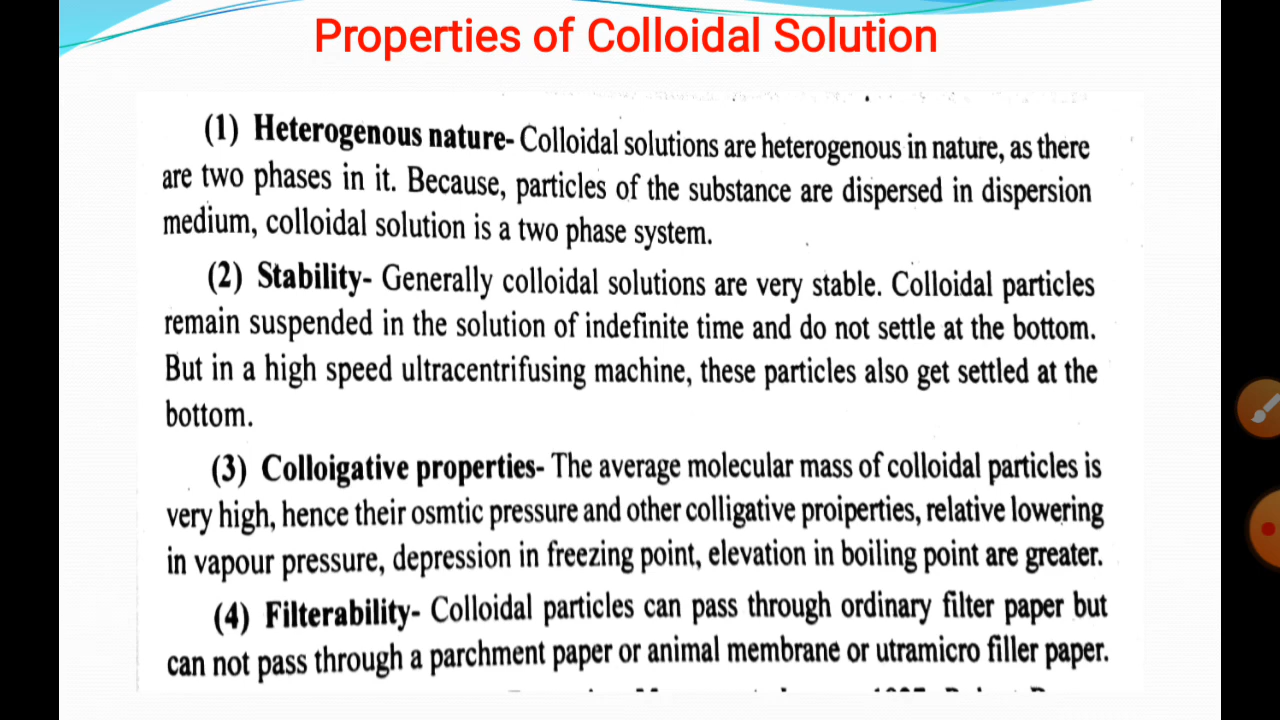 Properties of Colloidal Solution
(1) Heterogenous nature- Colloidal solutions are heterogenous in nature, as there
are two phases in it. Because, particles of the substance are dispersed in dispersion
medium, colloidal solution is a two phase system.
(2) Stability- Generally colloidal solutions are very stable. Colloidal particles
remain suspended in the solution of indefinite time and do not settle at the bottom.
But in a high speed ultracentrifusing machine, these particles also get settled at the
bottom.
(3) Colloigative properties- The average molecular mass of colloidal particles is
very high, hence their osmtic pressure and other colligative proiperties, relative lowering
in vapour pressure, depression in freezing point, elevation in boiling point are greater.
(4) Filterability- Colloidal particles can pass through ordinary filter paper but
can not pass through a parchment paper or animal membrane or utramicro filler paper.